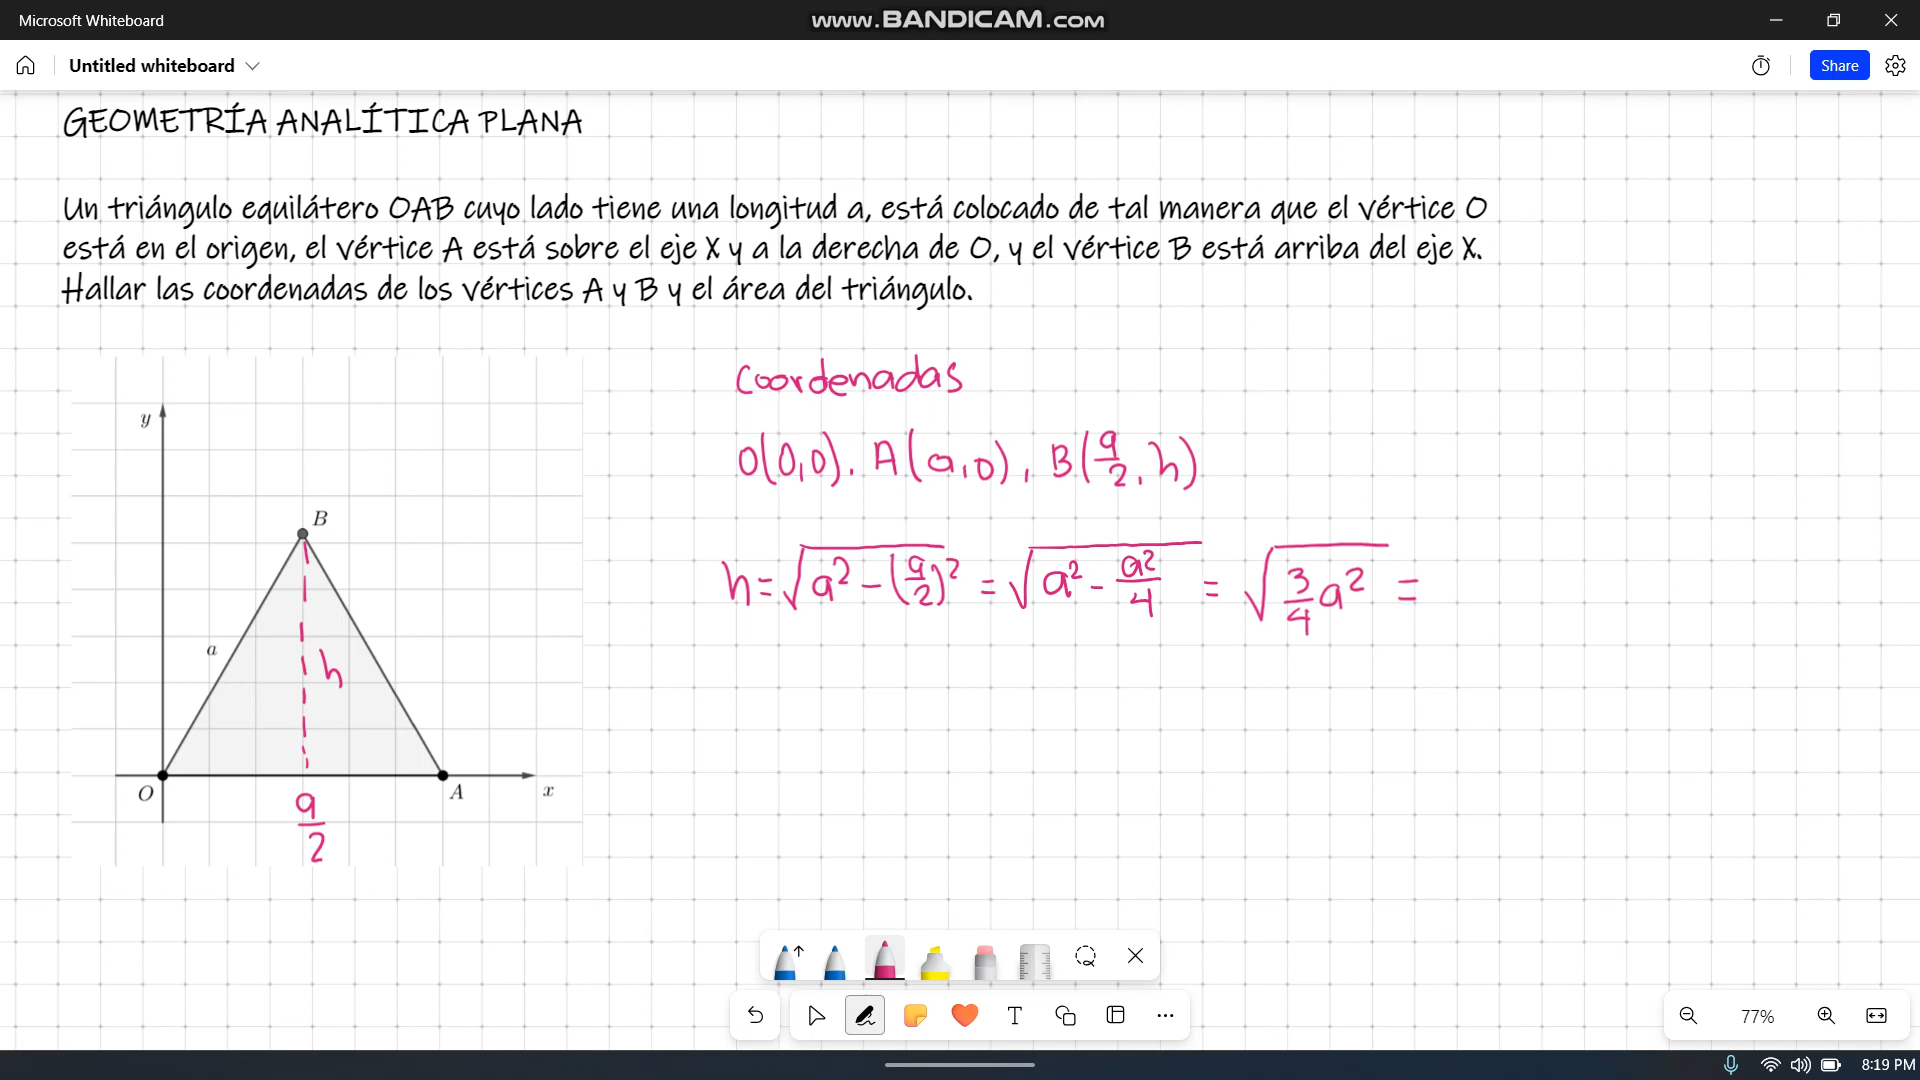 Microsoft Whiteboard
www.BANDICAM.com
Untitled whiteboard
Share
GEOMETRÍA ANALÍTICA PLANA
Un triángulo equilátero OAB cuyo lado tiene una longitud a, está colocado de tal manera que el vértice O
está en el origen, el vértice A está sobre el eje X y a la derecha de O, y el vértice B está arriba del eje X.
Hallar las coordenadas de los vértices A y B y el área del triángulo.
Coordenadas
O(0,0), A(a,0), B(a/2, h)
h = √(a² - (a/2)²) = √(a² - a²/4) = √(3/4 a²) =
y
B
a
h
O
A
x
a/2
77%
8:19 PM